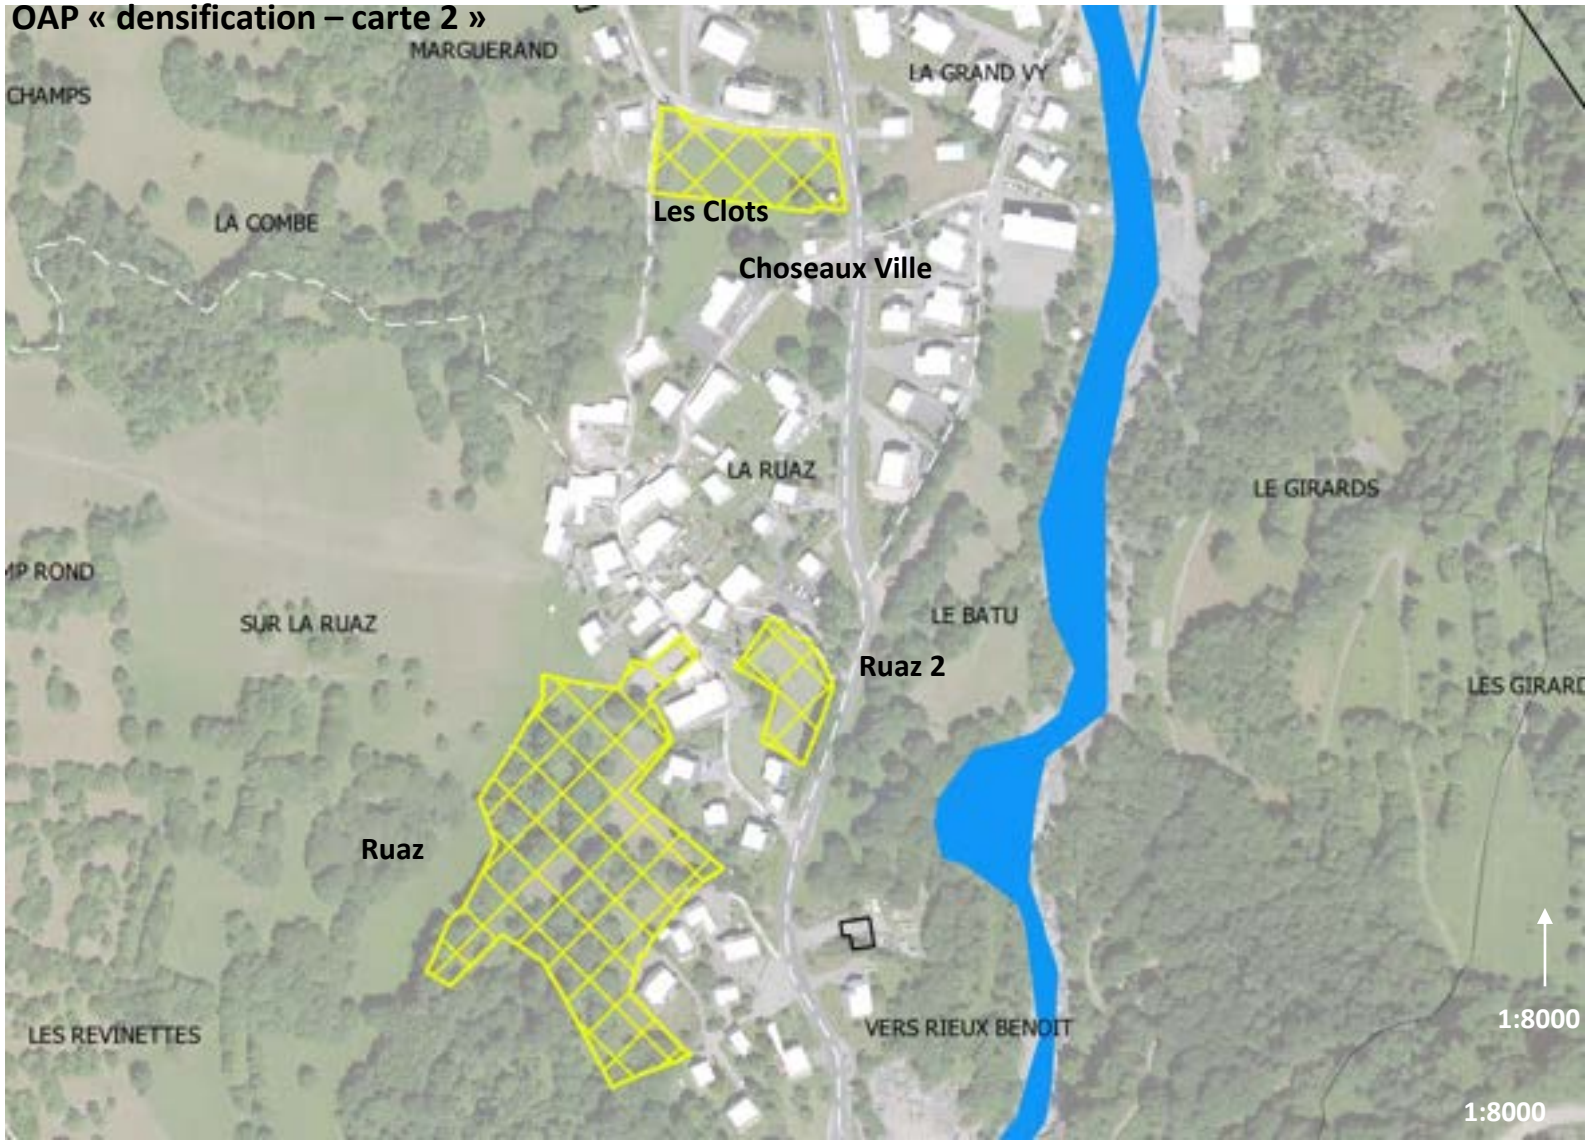 OAP « densification – carte 2 »
MARGUERAND
LA GRAND VY
CHAMPS
Les Clots
LA COMBE
Choseaux Ville
LA RUAZ
LE GIRARDS
MP ROND
SUR LA RUAZ
LE BATU
Ruaz 2
LES GIRARD
Ruaz
LES REVINETTES
VERS RIEUX BENOIT
1:8000
1:8000